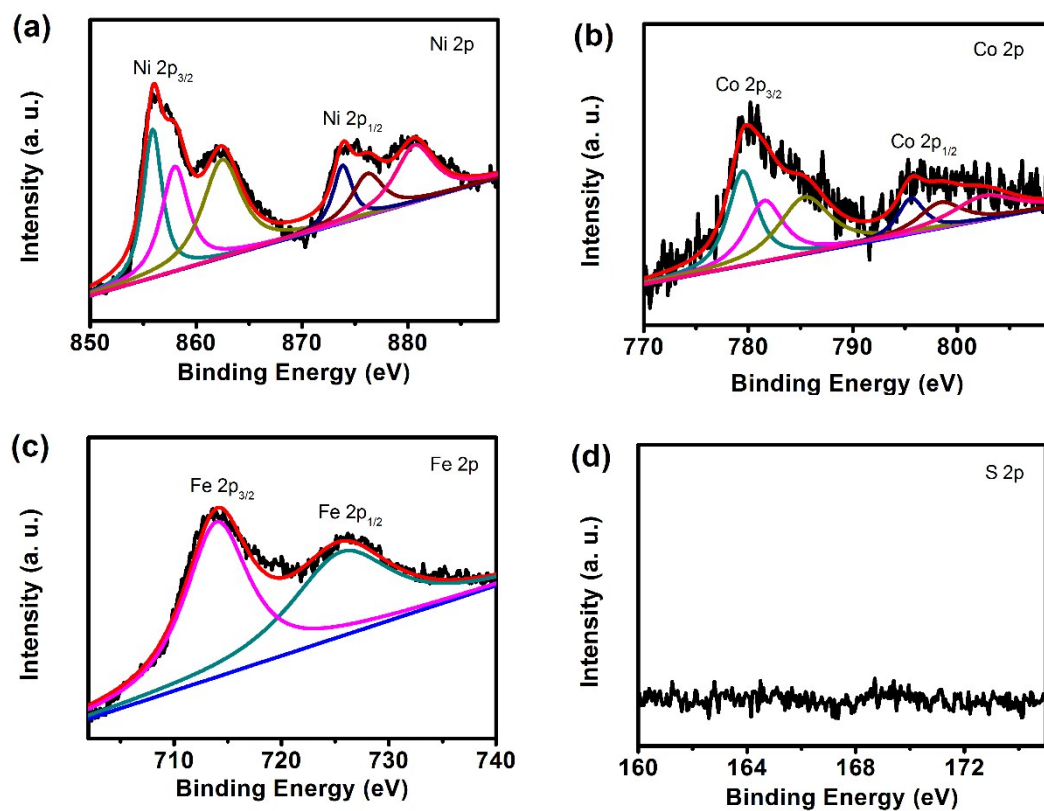 (a)
Ni 2p
Ni 2p3/2
Ni 2p1/2
Intensity (a. u.)
850 860 870 880
Binding Energy (eV)
(b)
Co 2p
Co 2p3/2
Co 2p1/2
Intensity (a. u.)
770 780 790 800
Binding Energy (eV)
(c)
Fe 2p
Fe 2p3/2
Fe 2p1/2
Intensity (a. u.)
710 720 730 740
Binding Energy (eV)
(d)
S 2p
Intensity (a. u.)
160 164 168 172
Binding Energy (eV)